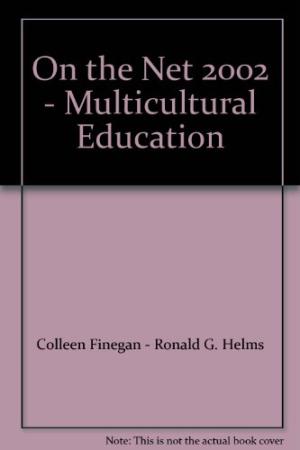 On the Net 2002
- Multicultural
Education
Colleen Finegan - Ronald G. Helms
Note: This is not the actual book cover